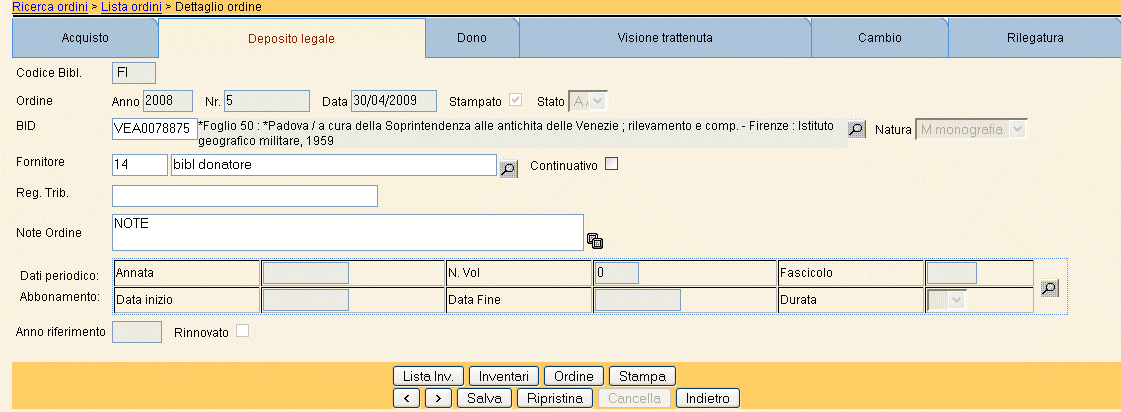 Ricerca ordini > Lista ordini > Dettaglio ordine
Acquisto Deposito legale Dono Visione trattenuta Cambio Rilegatura
Codice Bibl. FI
Ordine Anno 2008 Nr. 5 Data 30/04/2009 Stampato Stato A
BID VEA0078875 *Foglio 50 : *Padova / a cura della Soprintendenza alle antichita delle Venezie ; rilevamento e comp. - Firenze : Istituto Natura M monografia
geografico militare, 1959
Fornitore 14 bibl donatore Continuativo
Reg. Trib.
Note Ordine NOTE
Dati periodico: Annata N. Vol 0 Fascicolo
Abbonamento: Data inizio Data Fine Durata
Anno riferimento Rinnovato
Lista Inv. Inventari Ordine Stampa
< > Salva Ripristina Cancella Indietro